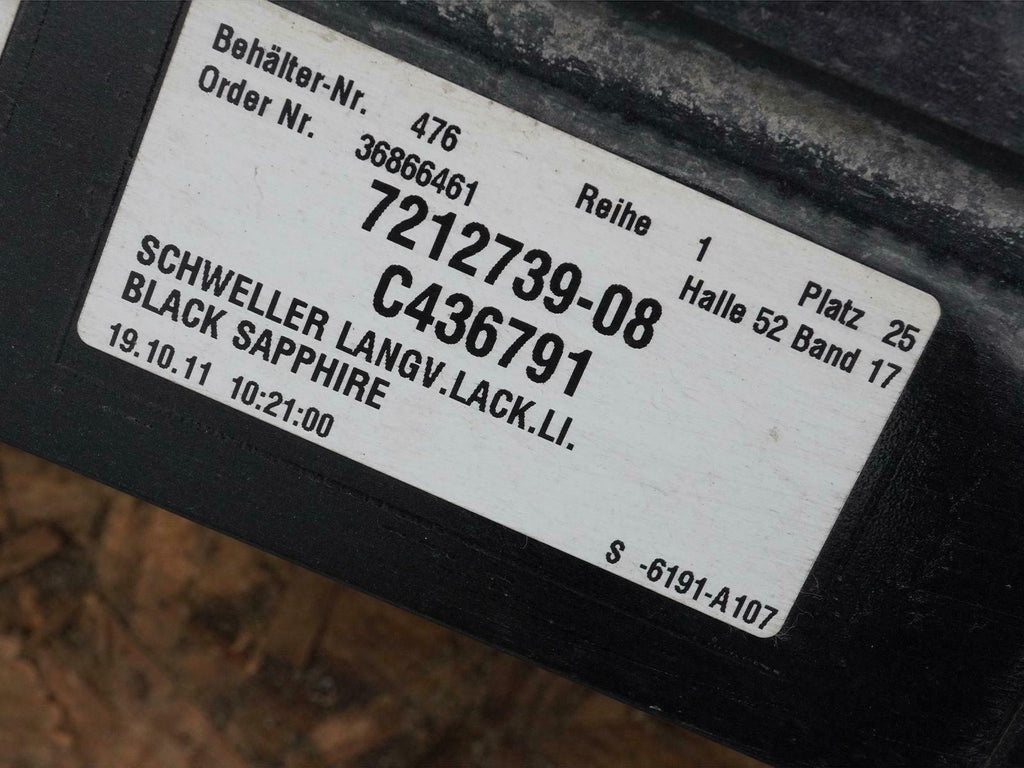 Behälter-Nr. 476 Reihe 1 Platz 25
Order Nr. 36866461 Halle 52 Band 17
7212739-08
C436791
SCHWELLER LANGV.LACK.LI.
BLACK SAPPHIRE
19.10.11 10:21:00
S -6191-A107